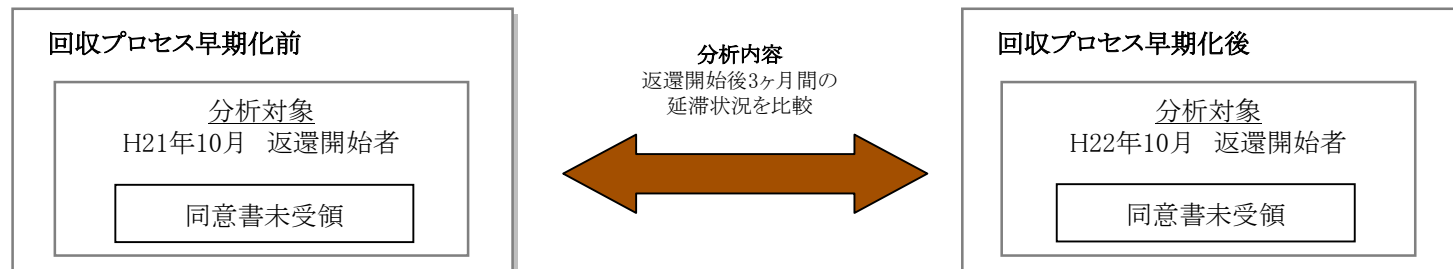 回収プロセス早期化前
分析対象
H21年10月 返還開始者
同意書未受領
分析内容
返還開始後3ヶ月間の
延滞状況を比較
回収プロセス早期化後
分析対象
H22年10月 返還開始者
同意書未受領